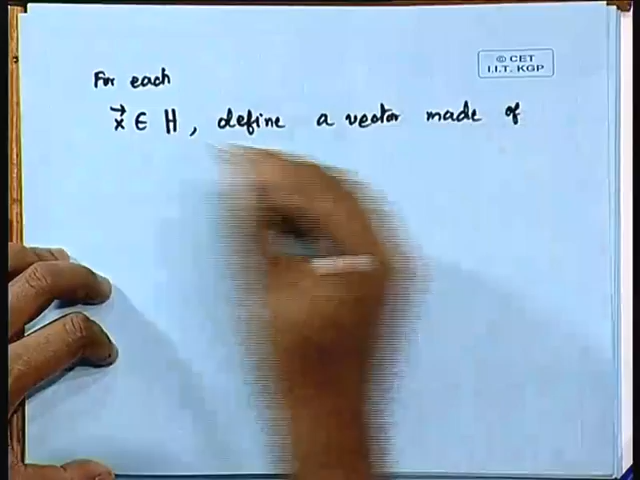 © CET
I.I.T. KGP
For each
x⃗ ∈ H, define a vector made of